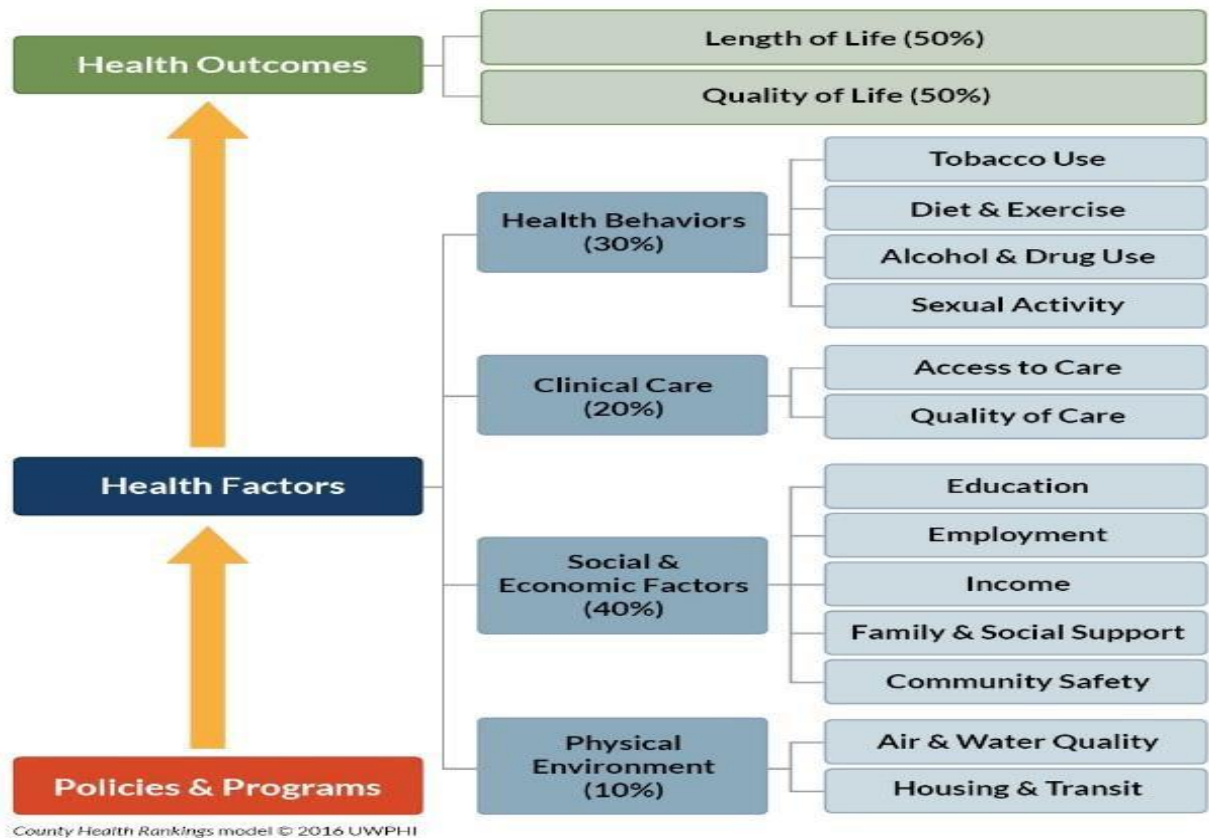 Health Outcomes
Length of Life (50%)
Quality of Life (50%)
Health Factors
Health Behaviors
(30%)
Tobacco Use
Diet & Exercise
Alcohol & Drug Use
Sexual Activity
Clinical Care
(20%)
Access to Care
Quality of Care
Social &
Economic Factors
(40%)
Education
Employment
Income
Family & Social Support
Community Safety
Physical
Environment
(10%)
Air & Water Quality
Housing & Transit
Policies & Programs
County Health Rankings model © 2016 UWPHI